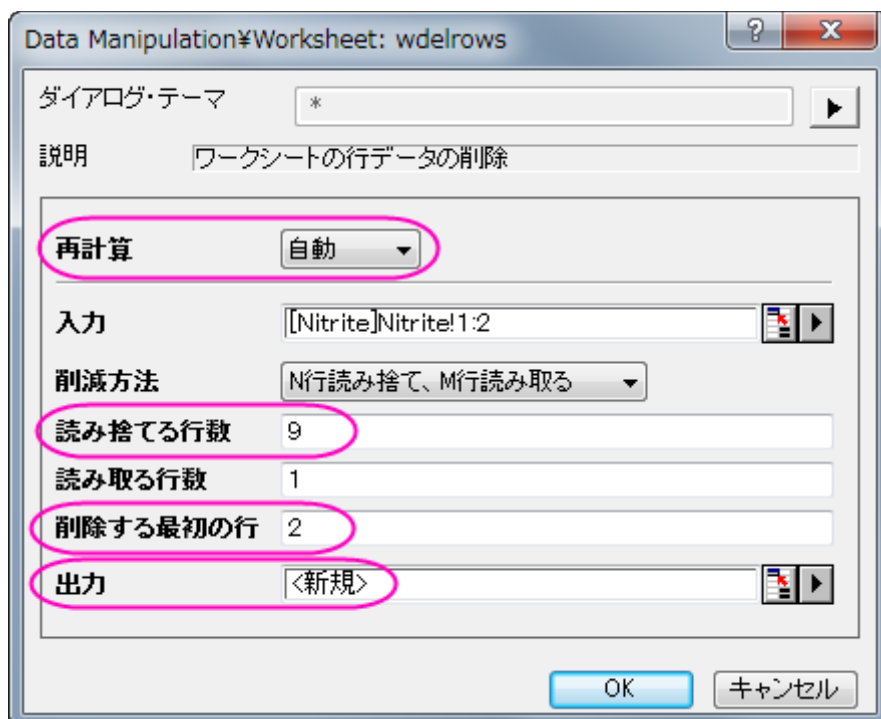 Data Manipulation¥Worksheet: wdelrows
ダイアログ・テーマ *
説明 ワークシートの行データの削除
再計算 自動
入力 [Nitrite]Nitrite!1:2
削減方法 N行読み捨て、M行読み取る
読み捨てる行数 9
読み取る行数 1
削除する最初の行 2
出力 <新規>
OK キャンセル